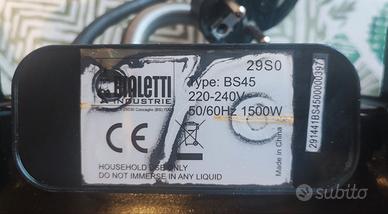 29S0
BIALETTI
INDUSTRIE
Type: BS45
220-240V
50/60Hz 1500W
CE
HOUSEHOLD USE ONLY
DO NOT IMMERSE IN ANY LIQUID
Made in China
291441BS4500000397
subito